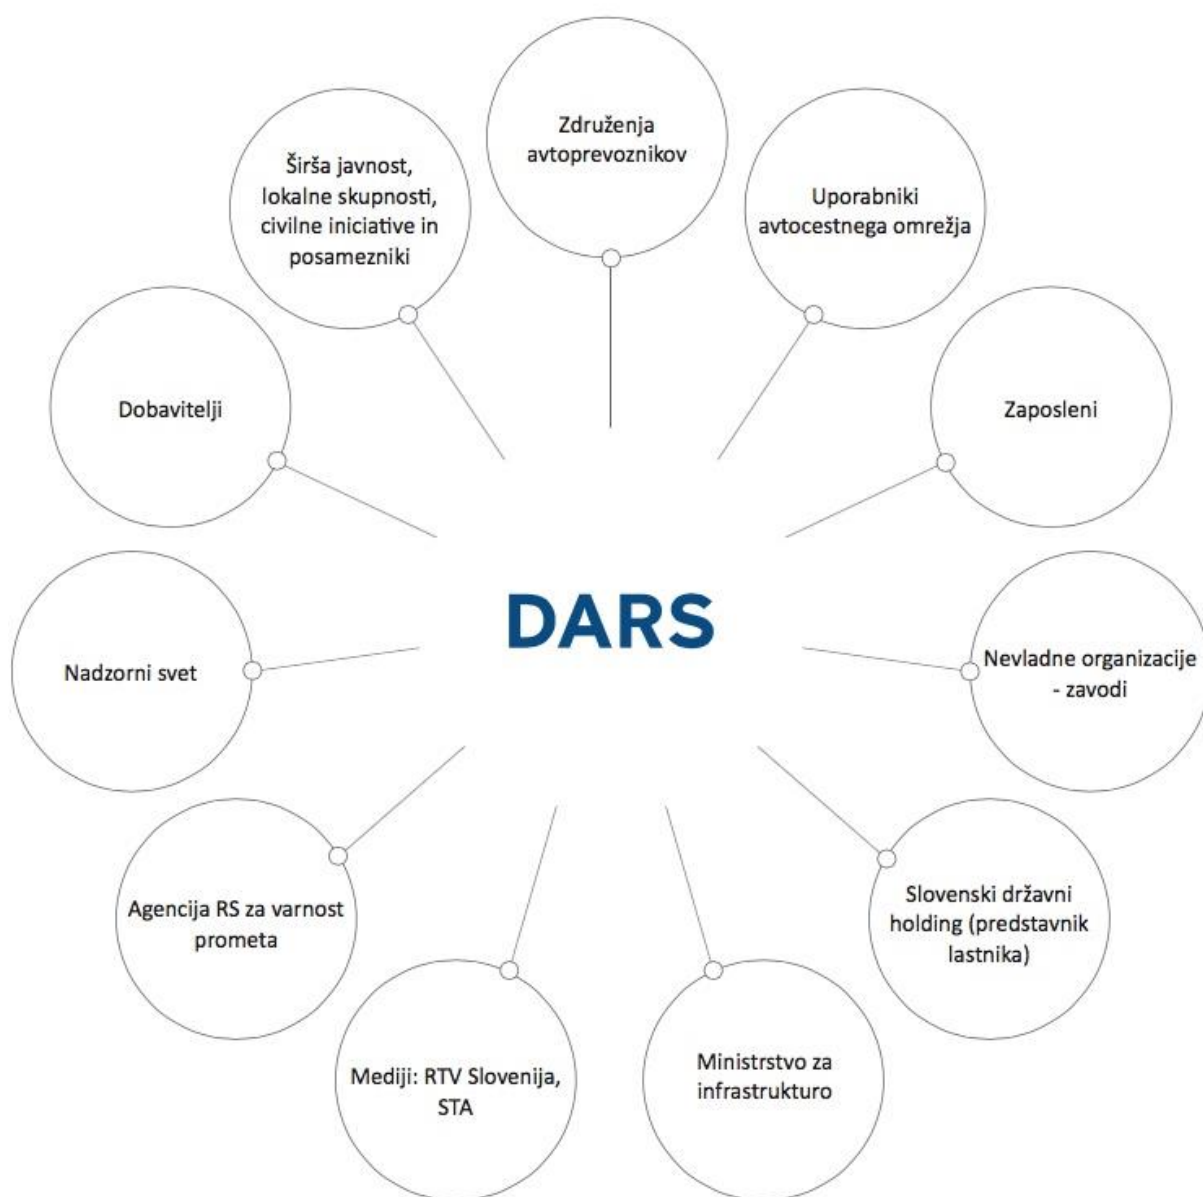 Združenja
avtoprevoznikov
Širša javnost,
lokalne skupnosti,
civilne iniciative in
posamezniki
Uporabniki
avtocestnega omrežja
Dobavitelji
Zaposleni
DARS
Nadzorni svet
Nevladne organizacije
- zavodi
Agencija RS za varnost
prometa
Slovenski državni
holding (predstavnik
lastnika)
Mediji: RTV Slovenija,
STA
Ministrstvo za
infrastrukturo